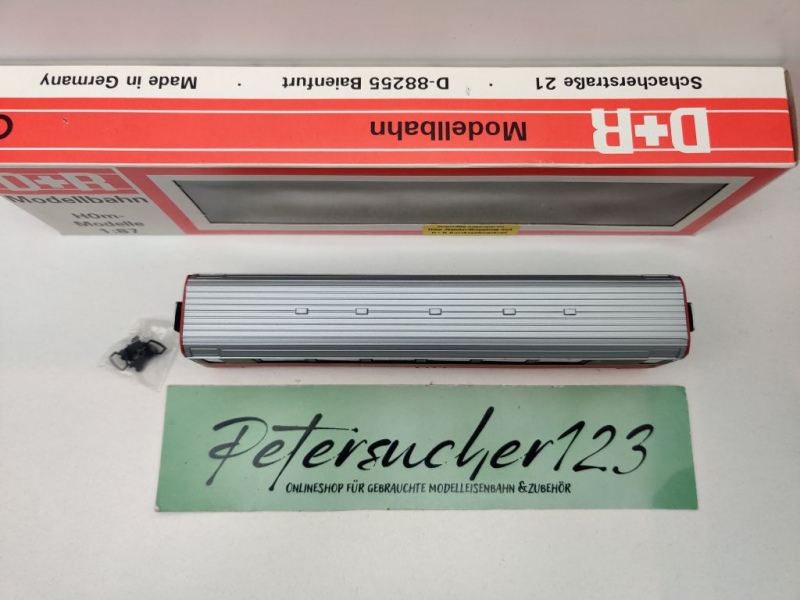 Schacherstraße 21 · D-88255 Baienfurt · Made in Germany
D+R Modellbahn
D+R
Modellbahn
H0m-
Modelle
1:87
Petersucher123
ONLINESHOP FÜR GEBRAUCHTE MODELLEISENBAHN & ZUBEHÖR